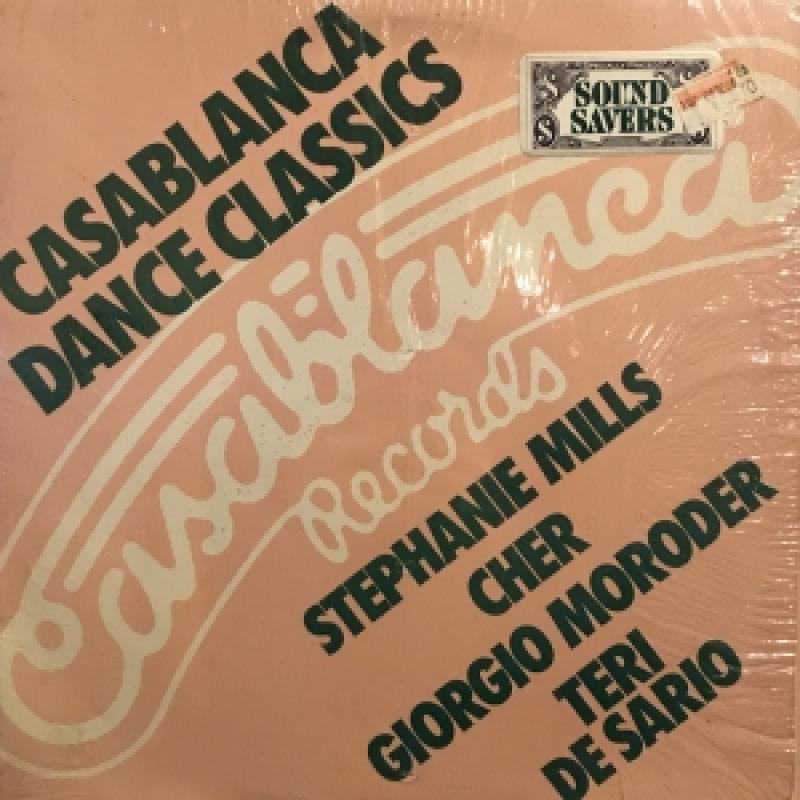 CASABLANCA
DANCE CLASSICS
SOUND
SAVERS
Casablanca
Records
STEPHANIE MILLS
CHER
GIORGIO MORODER
TERI
DE SARIO